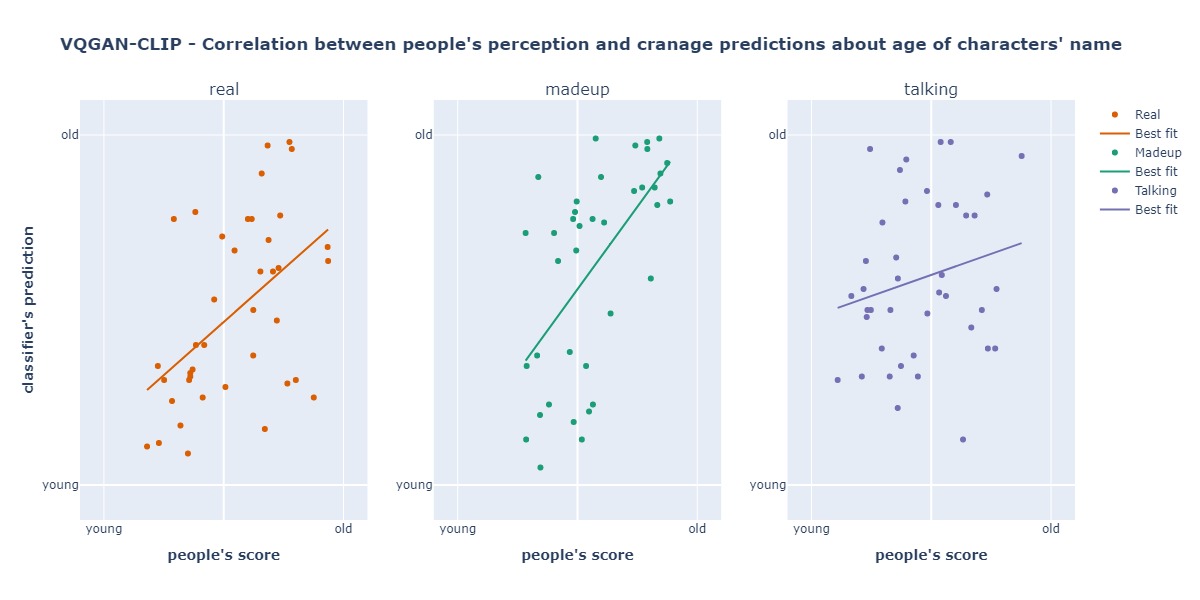 VQGAN-CLIP - Correlation between people's perception and cranage predictions about age of characters' name
real
madeup
talking
old
old
old
Real
Best fit
Madeup
Best fit
Talking
Best fit
classifier's prediction
young
young
young
young
old
young
old
young
old
people's score
people's score
people's score